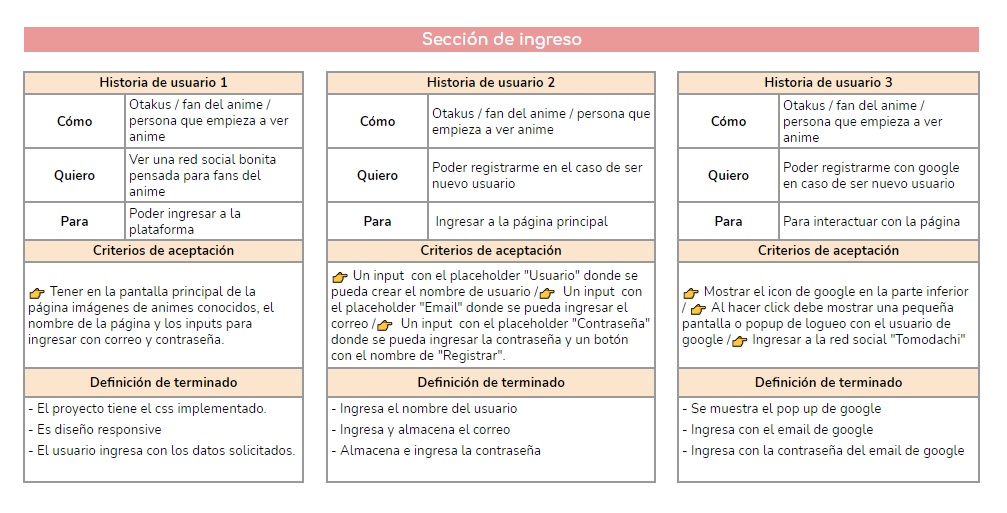 Sección de ingreso
Historia de usuario 1
Cómo
Otakus / fan del anime /
persona que empieza a ver
anime
Quiero
Ver una red social bonita
pensada para fans del
anime
Para
Poder ingresar a la
plataforma
Criterios de aceptación
👉 Tener en la pantalla principal de la
página imágenes de animes conocidos, el
nombre de la página y los inputs para
ingresar con correo y contraseña.
Definición de terminado
- El proyecto tiene el css implementado.
- Es diseño responsive
- El usuario ingresa con los datos solicitados.
Historia de usuario 2
Cómo
Otakus / fan del anime / persona que
empieza a ver anime
Quiero
Poder registrarme en el caso de ser
nuevo usuario
Para
Ingresar a la página principal
Criterios de aceptación
👉 Un input con el placeholder "Usuario" donde se
pueda crear el nombre de usuario /👉 Un input con
el placeholder "Email" donde se pueda ingresar el
correo /👉 Un input con el placeholder "Contraseña"
donde se pueda ingresar la contraseña y un botón
con el nombre de "Registrar".
Definición de terminado
- Ingresa el nombre del usuario
- Ingresa y almacena el correo
- Almacena e ingresa la contraseña
Historia de usuario 3
Cómo
Otakus / fan del anime /
persona que empieza a ver
anime
Quiero
Poder registrarme con google
en caso de ser nuevo usuario
Para
Para interactuar con la página
Criterios de aceptación
👉 Mostrar el icon de google en la parte inferior
/ 👉 Al hacer click debe mostrar una pequeña
pantalla o popup de logueo con el usuario de
google /👉 Ingresar a la red social "Tomodachi"
Definición de terminado
- Se muestra el pop up de google
- Ingresa con el email de google
- Ingresa con la contraseña del email de google